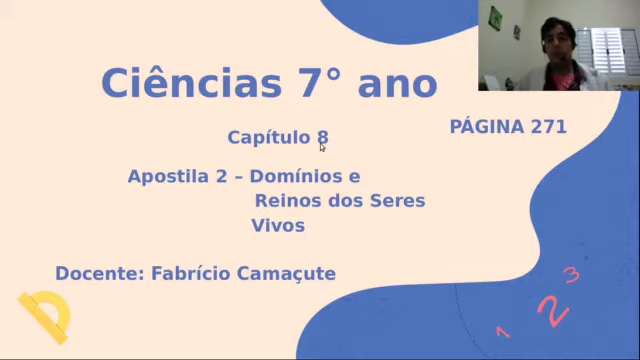 Ciências 7° ano
Capítulo 8
PÁGINA 271
Apostila 2 – Domínios e
Reinos dos Seres
Vivos
Docente: Fabrício Camaçute
1 2 3